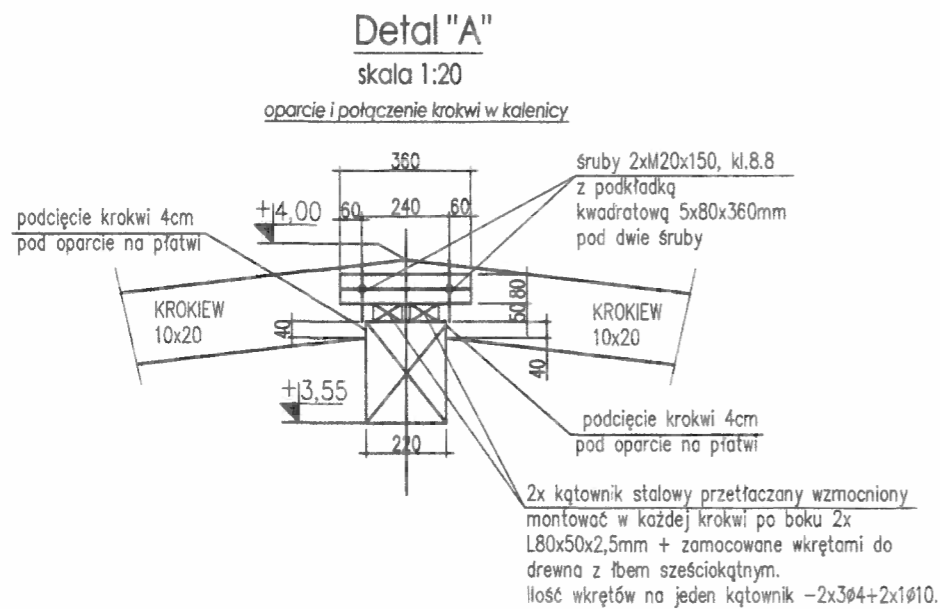 Detal "A"
skala 1:20
oparcie i połączenie krokwi w kalenicy
360
śruby 2xM20x150, kl.8.8
z podkładką
kwadratową 5x80x360mm
pod dwie śruby
+4,00
60
240
60
podcięcie krokwi 4cm
pod oparcie na płatwi
KROKIEW
10x20
40
80
50
40
KROKIEW
10x20
+3,55
220
podcięcie krokwi 4cm
pod oparcie na płatwi
2x kątownik stalowy przetłaczany wzmocniony
montować w każdej krokwi po boku 2x
L80x50x2,5mm + zamocowane wkrętami do
drewna z łbem sześciokątnym.
Ilość wkrętów na jeden kątownik -2x3ø4+2x1ø10.